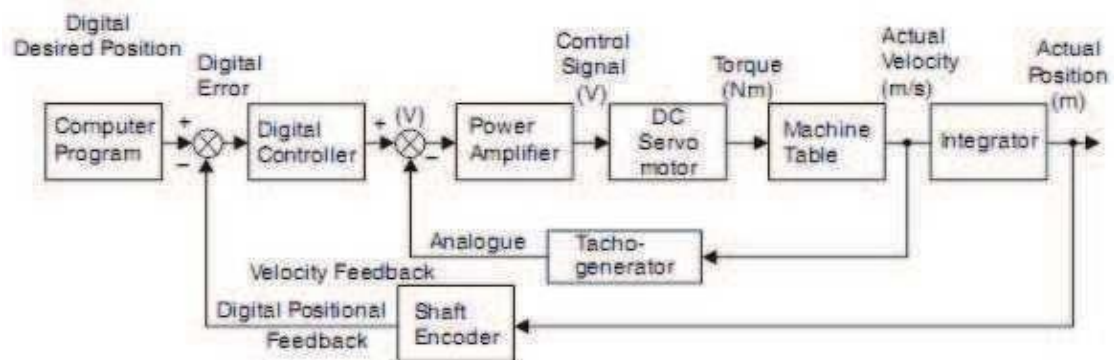 Digital
Desired Position
Digital
Error
Control
Signal
(V)
Torque
(Nm)
Actual
Velocity
(m/s)
Actual
Position
(m)
Computer
Program
+
−
Digital
Controller
+
(V)
−
Power
Amplifier
DC
Servo
motor
Machine
Table
Integrator
Analogue
Tacho-
generator
Velocity Feedback
Digital Positional
Feedback
Shaft
Encoder